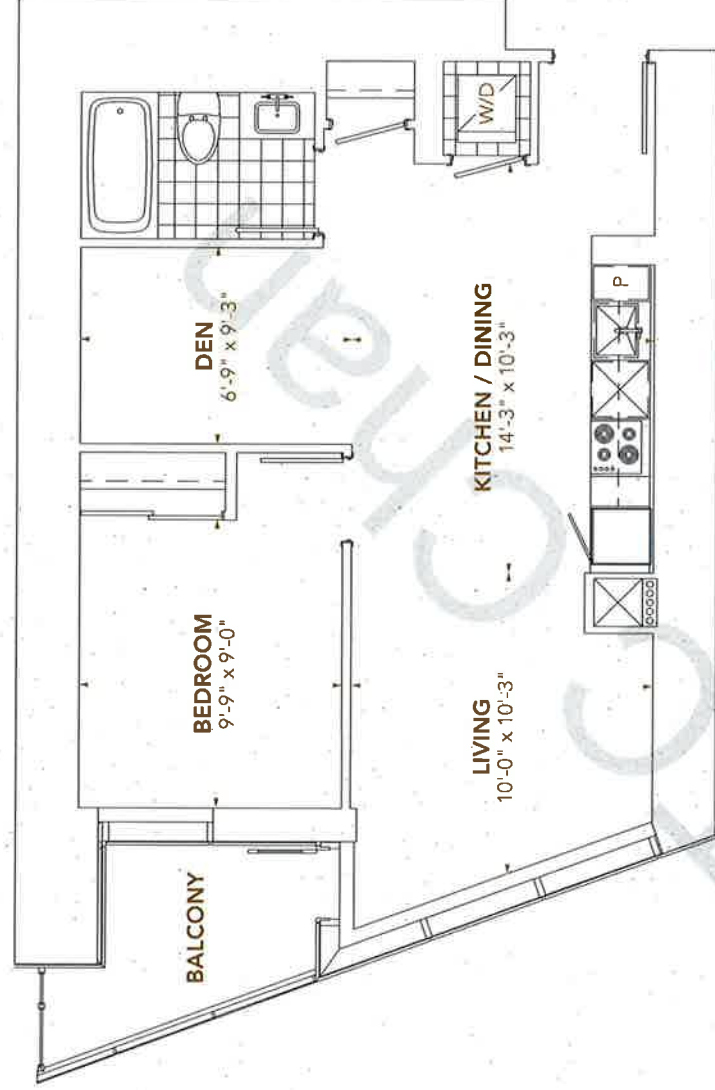 W/D
DEN
6'-9" x 9'-3"
P
KITCHEN / DINING
14'-3" x 10'-3"
BEDROOM
9'-9" x 9'-0"
LIVING
10'-0" x 10'-3"
BALCONY
Chan